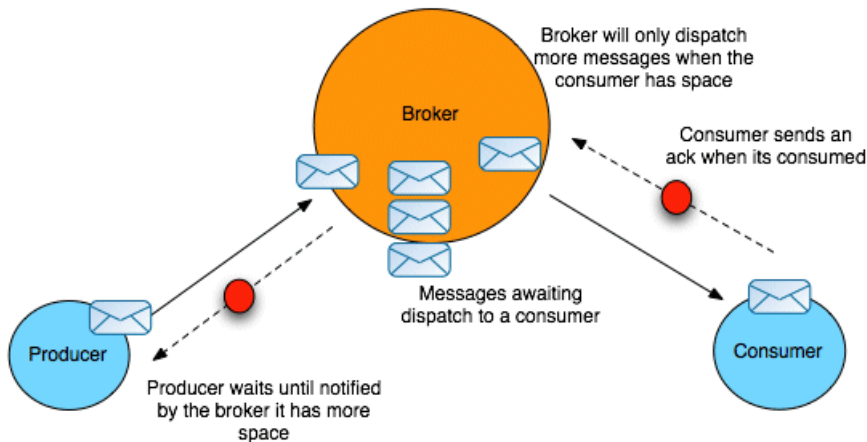 Broker will only dispatch
more messages when the
consumer has space
Broker
Consumer sends an
ack when its consumed
Messages awaiting
dispatch to a consumer
Producer
Consumer
Producer waits until notified
by the broker it has more
space